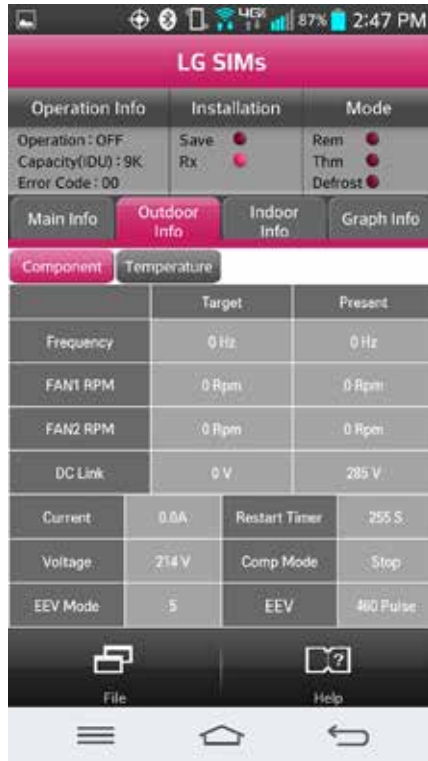 4G 87% 2:47 PM
LG SIMs
Operation Info Installation Mode
Operation : OFF Save Rem
Capacity(IDU) : 9K Rx Thm
Error Code : 00 Defrost
Main Info Outdoor Info Indoor Info Graph Info
Component Temperature
Target Present
Frequency 0 Hz 0 Hz
FAN1 RPM 0 Rpm 0 Rpm
FAN2 RPM 0 Rpm 0 Rpm
DC Link 0 V 285 V
Current 0.0A Restart Timer 255 S
Voltage 214 V Comp Mode Stop
EEV Mode 5 EEV 460 Pulse
File Help